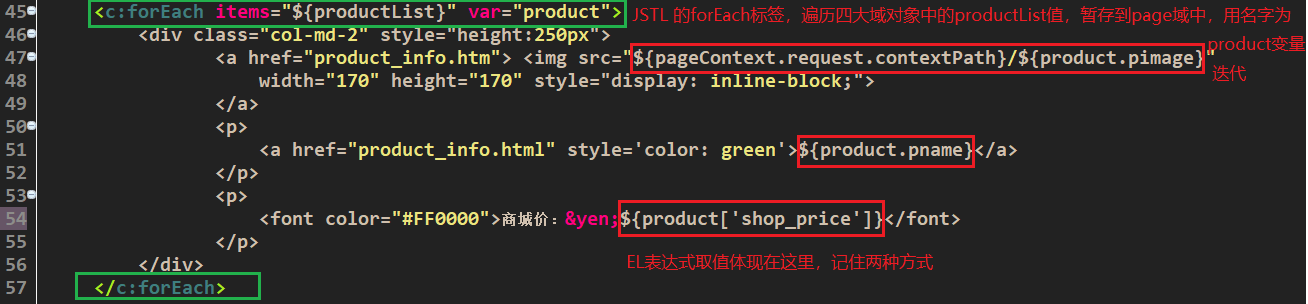 45 <c:forEach items="${productList}" var="product"> JSTL 的forEach标签，遍历四大域对象中的productList值，暂存到page域中，用名字为
46 <div class="col-md-2" style="height:250px">
product变量
47 <a href="product_info.htm"> <img src="${pageContext.request.contextPath}/${product.pimage}"
迭代
48 width="170" height="170" style="display: inline-block;">
49 </a>
50 <p>
51 <a href="product_info.html" style='color: green'>${product.pname}</a>
52 </p>
53 <p>
54 <font color="#FF0000">商城价：&yen;${product['shop_price']}</font>
55 </p>
56 </div>
EL表达式取值体现在这里，记住两种方式
57 </c:forEach>